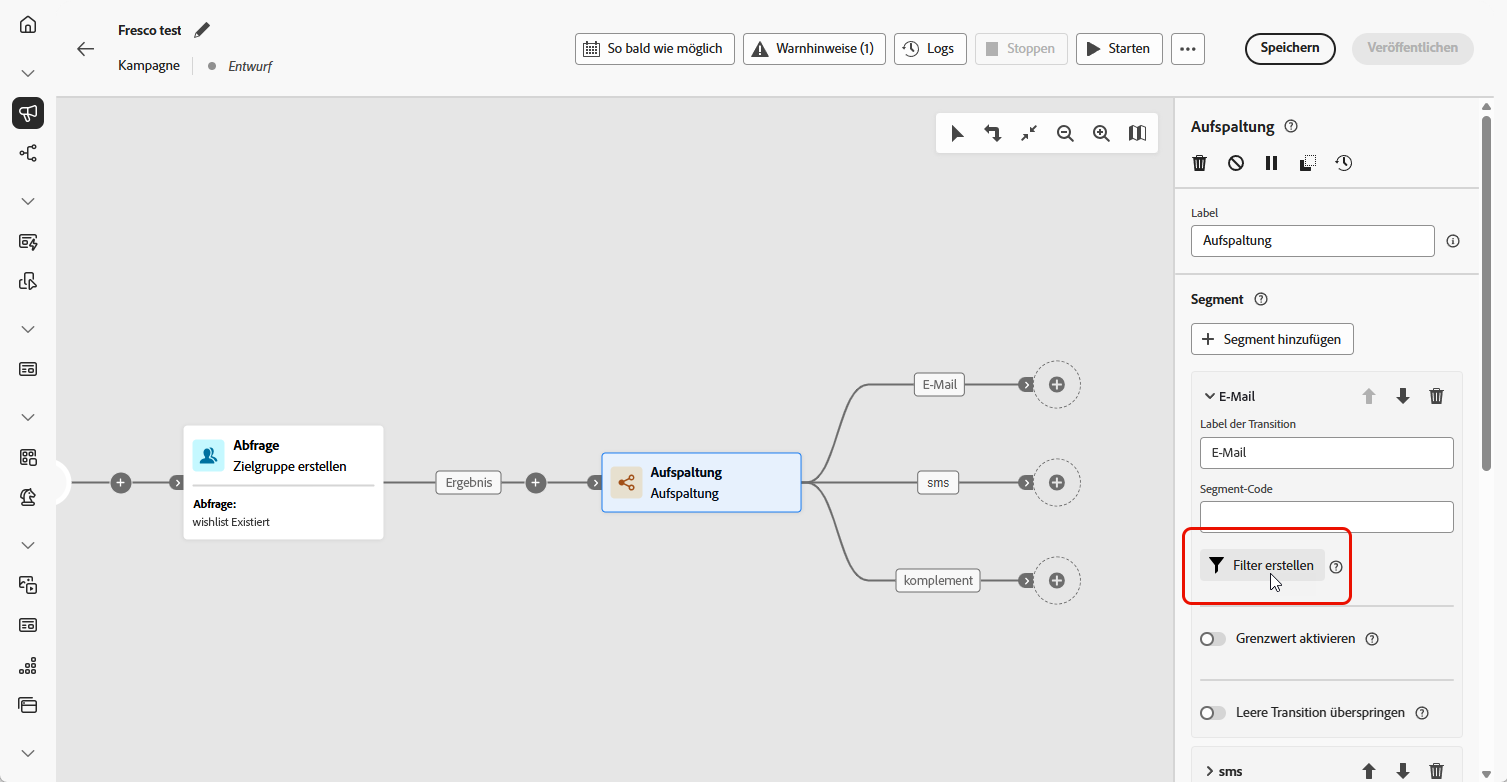 Fresco test
Kampagne
Entwurf
So bald wie möglich
Warnhinweise (1)
Logs
Stoppen
Starten
Speichern
Veröffentlichen
Abfrage
Zielgruppe erstellen
Abfrage:
wishlist Existiert
Ergebnis
Aufspaltung
Aufspaltung
E-Mail
sms
komplement
Aufspaltung
Label
Aufspaltung
Segment
Segment hinzufügen
E-Mail
Label der Transition
E-Mail
Segment-Code
Filter erstellen
Grenzwert aktivieren
Leere Transition überspringen
sms